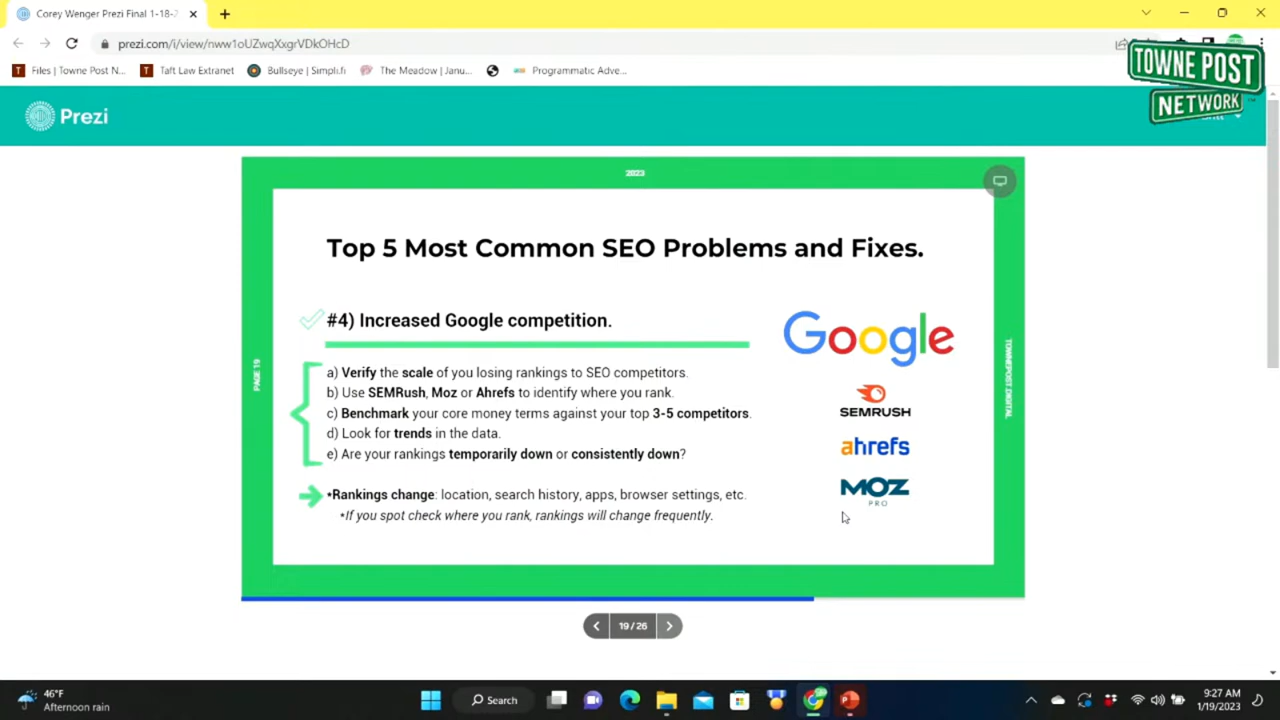 Corey Wenger Prezi Final 1-18-2
prezi.com/i/view/nww1oUZwqXxgrVDkOHcD
Files | Towne Post N...
Taft Law Extranet
Bullseye | Simpli.fi
The Meadow | Janu...
Programmatic Adve...
TOWNE POST
NETWORK
Prezi
2023
Top 5 Most Common SEO Problems and Fixes.
#4) Increased Google competition.
Google
PAGE 19
TOWNEPOST DIGITAL
a) Verify the scale of you losing rankings to SEO competitors.
b) Use SEMRush, Moz or Ahrefs to identify where you rank.
c) Benchmark your core money terms against your top 3-5 competitors.
d) Look for trends in the data.
e) Are your rankings temporarily down or consistently down?
SEMRUSH
ahrefs
MOZ
PRO
•Rankings change: location, search history, apps, browser settings, etc.
•If you spot check where you rank, rankings will change frequently.
19 / 26
46°F
Afternoon rain
Search
9:27 AM
1/19/2023